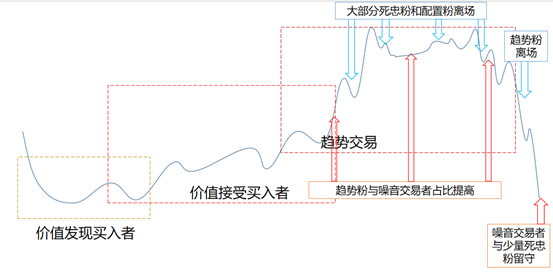 大部分死忠粉和配置粉离场
趋势粉
离场
趋势交易
价值接受买入者
趋势粉与噪音交易者占比提高
价值发现买入者
噪音交易者
与少量死忠
粉留守